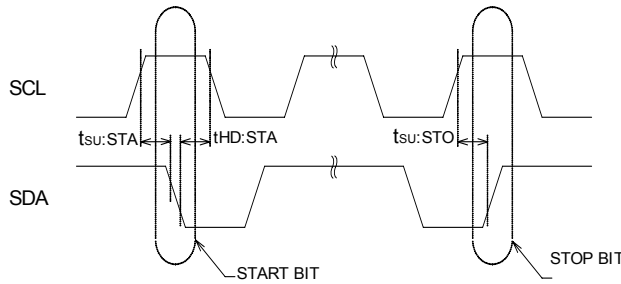 SCL
tSU:STA
tHD:STA
tSU:STO
SDA
START BIT
STOP BIT